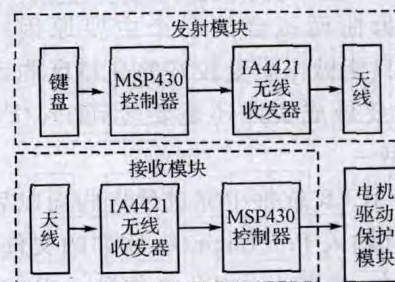 发射模块
键盘
MSP430
控制器
IA4421
无线
收发器
天线
接收模块
天线
IA4421
无线
收发器
MSP430
控制器
电机
驱动
保护
模块